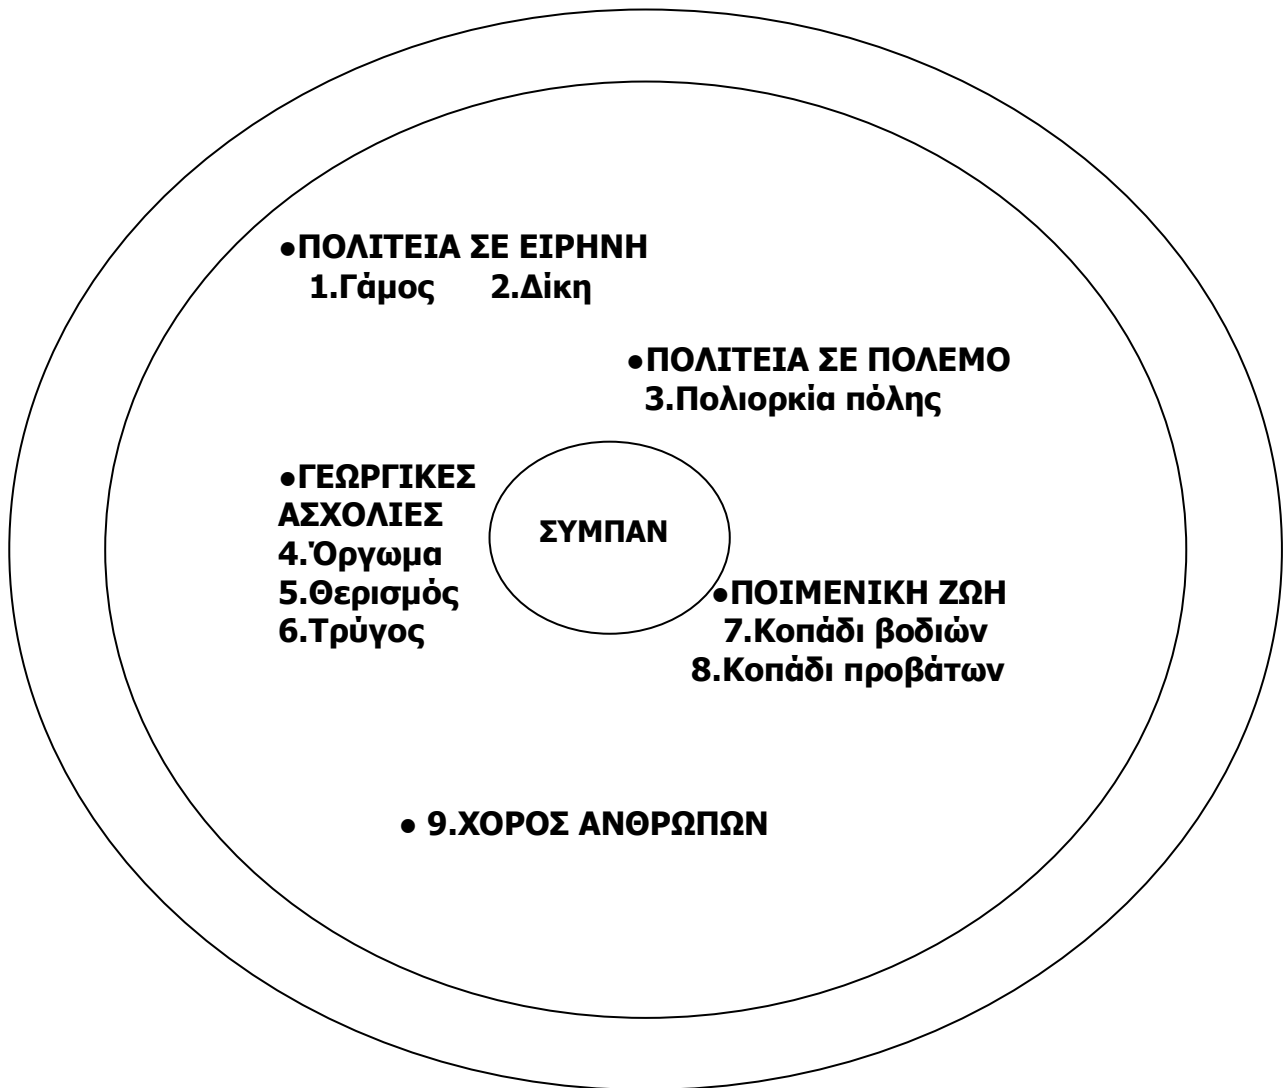 ●ΠΟΛΙΤΕΙΑ ΣΕ ΕΙΡΗΝΗ
1.Γάμος 2.Δίκη
●ΠΟΛΙΤΕΙΑ ΣΕ ΠΟΛΕΜΟ
3.Πολιορκία πόλης
●ΓΕΩΡΓΙΚΕΣ
ΑΣΧΟΛΙΕΣ
4.Όργωμα
5.Θερισμός
6.Τρύγος
ΣΥΜΠΑΝ
●ΠΟΙΜΕΝΙΚΗ ΖΩΗ
7.Κοπάδι βοδιών
8.Κοπάδι προβάτων
● 9.ΧΟΡΟΣ ΑΝΘΡΩΠΩΝ